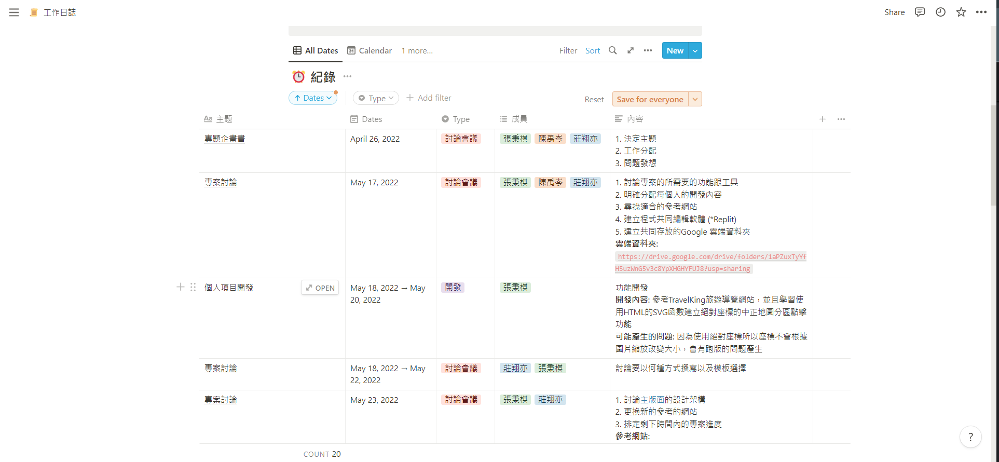 工作日誌
Share
All Dates
Calendar
1 more...
Filter
Sort
New
紀錄
Dates
Type
Add filter
Reset
Save for everyone
Aa 主題
Dates
Type
成員
內容
專題企畫書
April 26, 2022
討論會議
張秉棋 陳禹岑 莊翔亦
1. 決定主題
2. 工作分配
3. 問題發想
專案討論
May 17, 2022
討論會議
張秉棋 陳禹岑 莊翔亦
1. 討論專案的所需要的功能跟工具
2. 明確分配每個人的開發內容
3. 尋找適合的參考網站
4. 建立程式共同編輯軟體 (*Replit)
5. 建立共同存放的Google 雲端資料夾
雲端資料夾:
https://drive.google.com/drive/folders/1aPZuxTyYf
H5uzWnG5v3c8YpXHGHYFUJ8?usp=sharing
個人項目開發
OPEN
May 18, 2022 → May
20, 2022
開發
張秉棋
功能開發
開發內容: 參考TravelKing旅遊導覽網站，並且學習使
用HTML的SVG函數建立絕對座標的中正地圖分區點擊
功能
可能產生的問題: 因為使用絕對座標所以座標不會根據
圖片縮放改變大小，會有跑版的問題產生
專案討論
May 18, 2022 → May
22, 2022
討論會議
莊翔亦 張秉棋
討論要以何種方式撰寫以及模板選擇
專案討論
May 23, 2022
討論會議
張秉棋 莊翔亦
1. 討論主版面的設計架構
2. 更換新的參考的網站
3. 排定剩下時間內的專案進度
參考網站:
COUNT 20
?